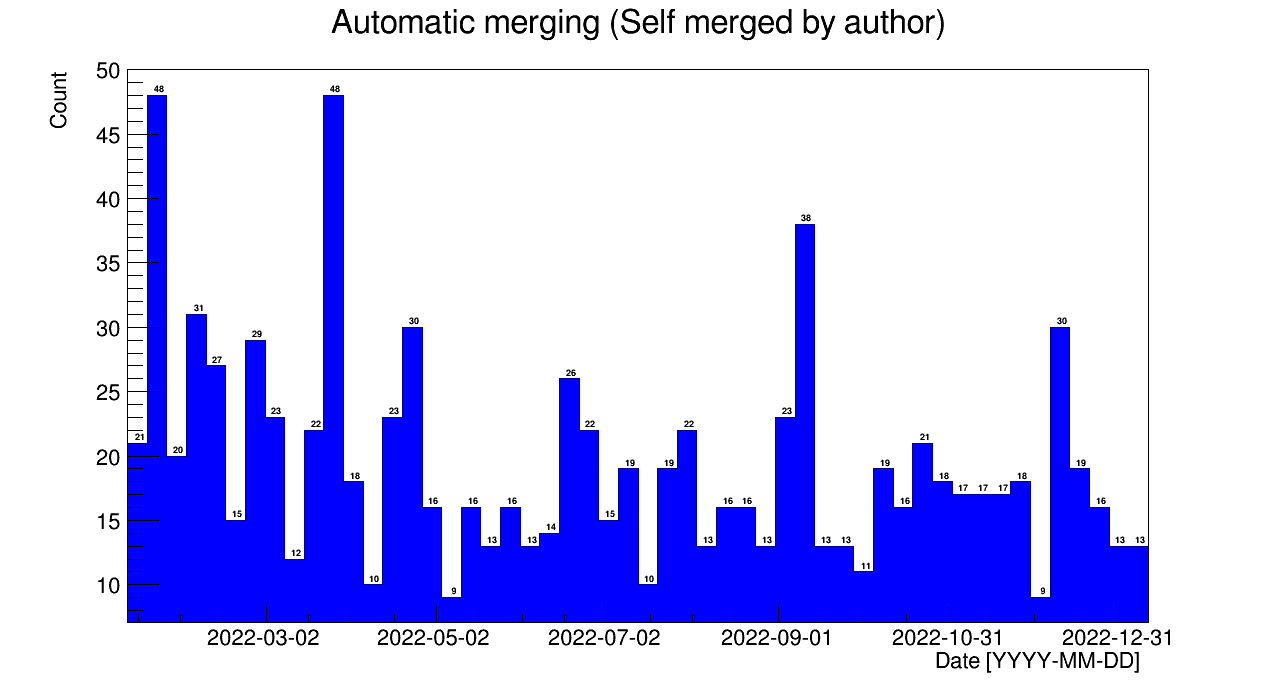 Automatic merging (Self merged by author)
Count
50
45
40
35
30
25
20
15
10
21 48 20 31 27 15 29 23 12 22 48 18 10 23 30 16 9 16 13 16 13 14 26 22 15 19 10 19 22 13 16 16 13 23 38 13 13 11 19 16 21 18 17 17 17 18 9 30 19 16 13 13
2022-03-02 2022-05-02 2022-07-02 2022-09-01 2022-10-31 2022-12-31
Date [YYYY-MM-DD]